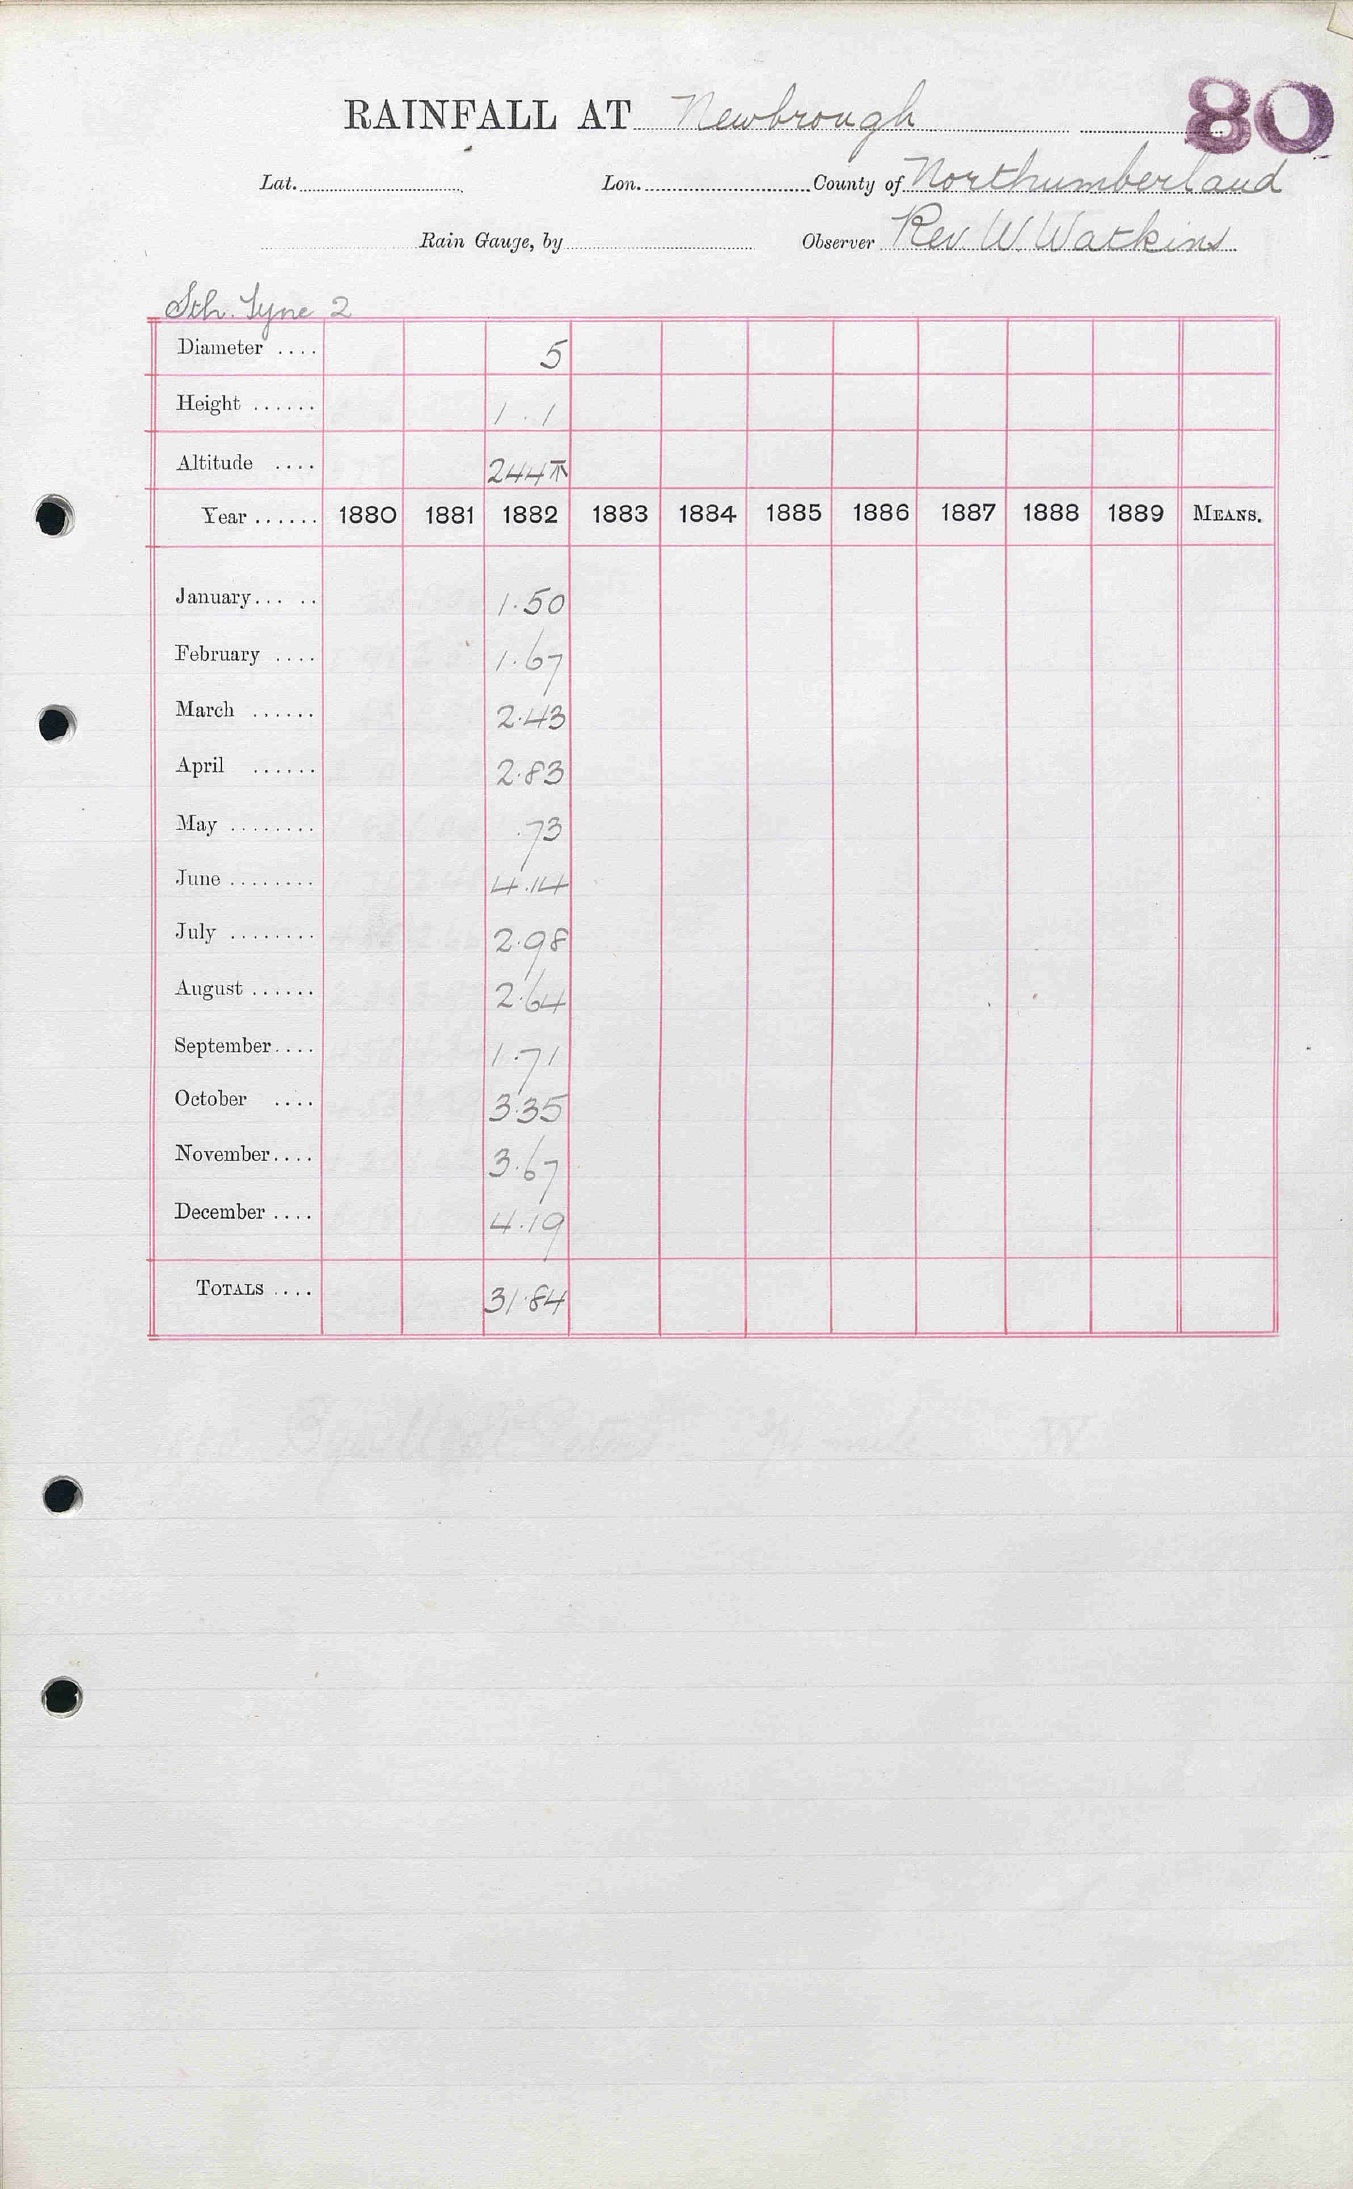 80
RAINFALL AT Newbrough
Lat. Lon. County of Northumberland
Rain Gauge, by Observer Rev W. Watkins
Sth. Tyne 2
Diameter .... 5
Height ...... 1 . 1
Altitude .... 244
Year ...... 1880 1881 1882 1883 1884 1885 1886 1887 1888 1889 MEANS.
January... .. 1.50
February .... 1.67
March ...... 2.43
April ...... 2.83
May ........ .73
June ........ 4.14
July ........ 2.98
August ...... 2.64
September.... 1.71
October .... 3.35
November.... 3.67
December .... 4.19
TOTALS .... 31.84